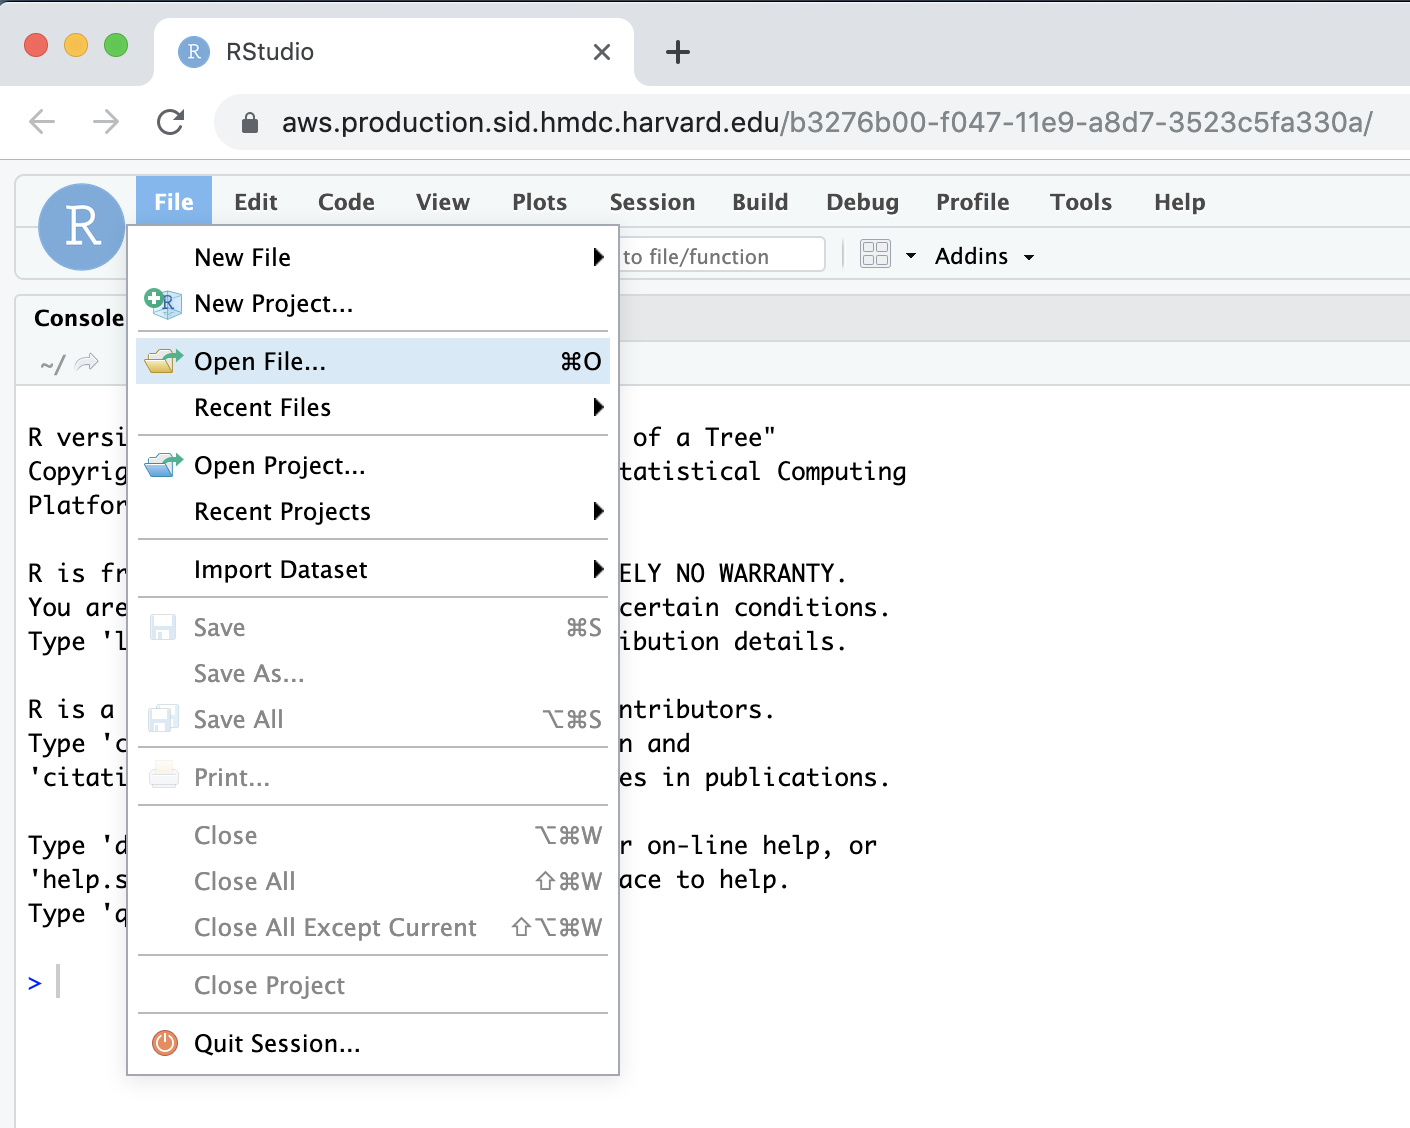 R RStudio
aws.production.sid.hmdc.harvard.edu/b3276b00-f047-11e9-a8d7-3523c5fa330a/
R
File Edit Code View Plots Session Build Debug Profile Tools Help
to file/function Addins
Console
~/
New File
New Project...
Open File... ⌘O
Recent Files
Open Project...
Recent Projects
Import Dataset
Save ⌘S
Save As...
Save All ⌥⌘S
Print...
Close ⌥⌘W
Close All ⇧⌘W
Close All Except Current ⇧⌥⌘W
Close Project
Quit Session...
R versi of a Tree"
Copyrig tatistical Computing
Platfor
R is fr ELY NO WARRANTY.
You are certain conditions.
Type 'l ibution details.
R is a ntributors.
Type 'c n and
'citati es in publications.
Type 'd r on-line help, or
'help.s ace to help.
Type 'q
>